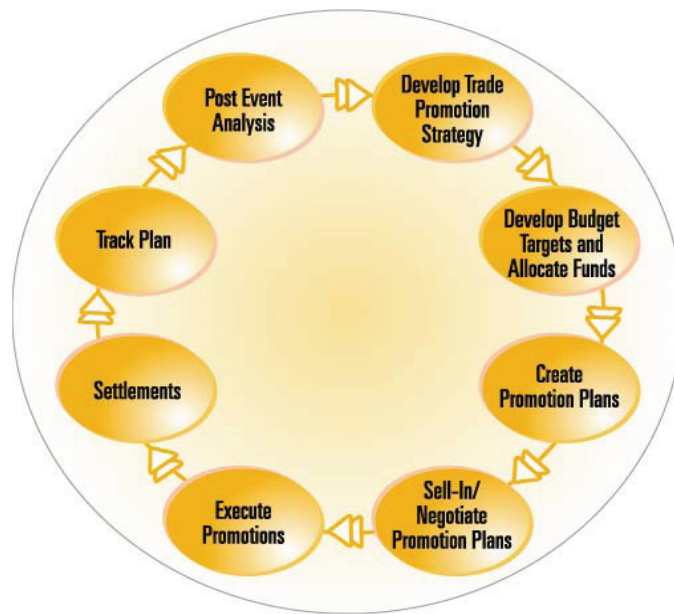 Post Event
Analysis
Develop Trade
Promotion
Strategy
Develop Budget
Targets and
Allocate Funds
Create
Promotion Plans
Sell-In/
Negotiate
Promotion Plans
Execute
Promotions
Settlements
Track Plan